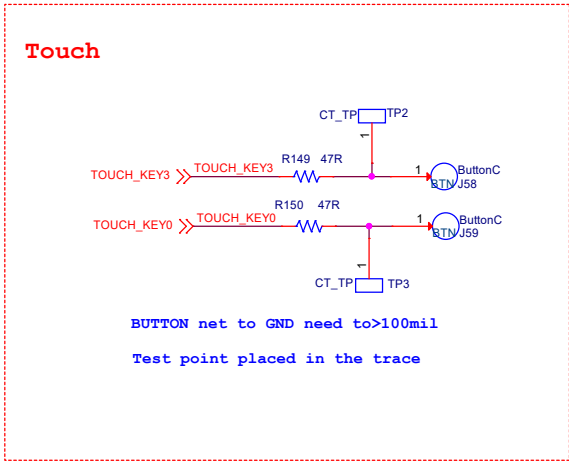 Touch
CT_TP TP2
1
R149 47R
TOUCH_KEY3 TOUCH_KEY3 1 ButtonC
BTN J58
R150 47R
TOUCH_KEY0 TOUCH_KEY0 1 ButtonC
BTN J59
1
CT_TP TP3
BUTTON net to GND need to>100mil
Test point placed in the trace